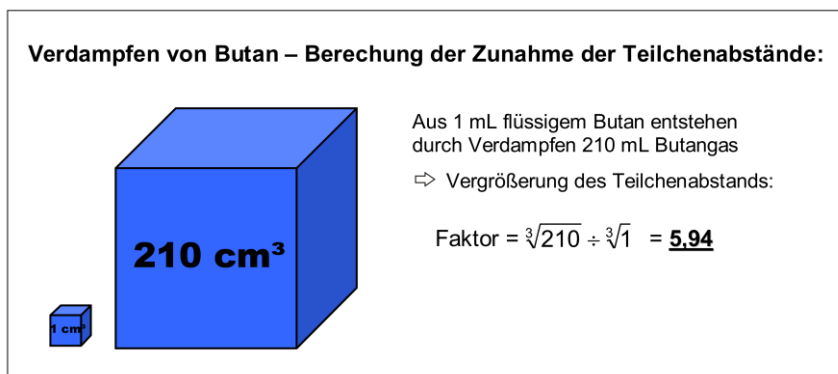 Verdampfen von Butan – Berechung der Zunahme der Teilchenabstände:
Aus 1 mL flüssigem Butan entstehen
durch Verdampfen 210 mL Butangas
⇨ Vergrößerung des Teilchenabstands:
Faktor = ∛210 ÷ ∛1 = 5,94
210 cm³
1 cm³